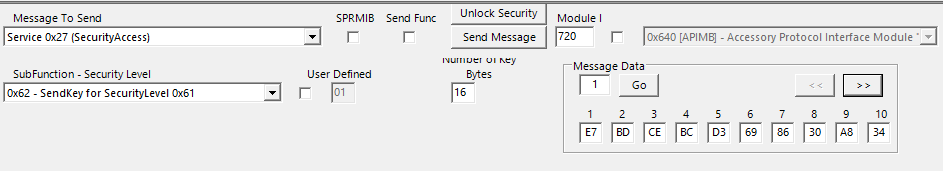 Message To Send
SPRMIB
Send Func
Unlock Security
Module I
Service 0x27 (SecurityAccess)
Send Message
720
0x640 [APIMB] - Accessory Protocol Interface Module "
SubFunction - Security Level
User Defined
Number of Key
Bytes
Message Data
0x62 - SendKey for SecurityLevel 0x61
01
16
1
Go
<<
>>
1 2 3 4 5 6 7 8 9 10
E7 BD CE BC D3 69 86 30 A8 34